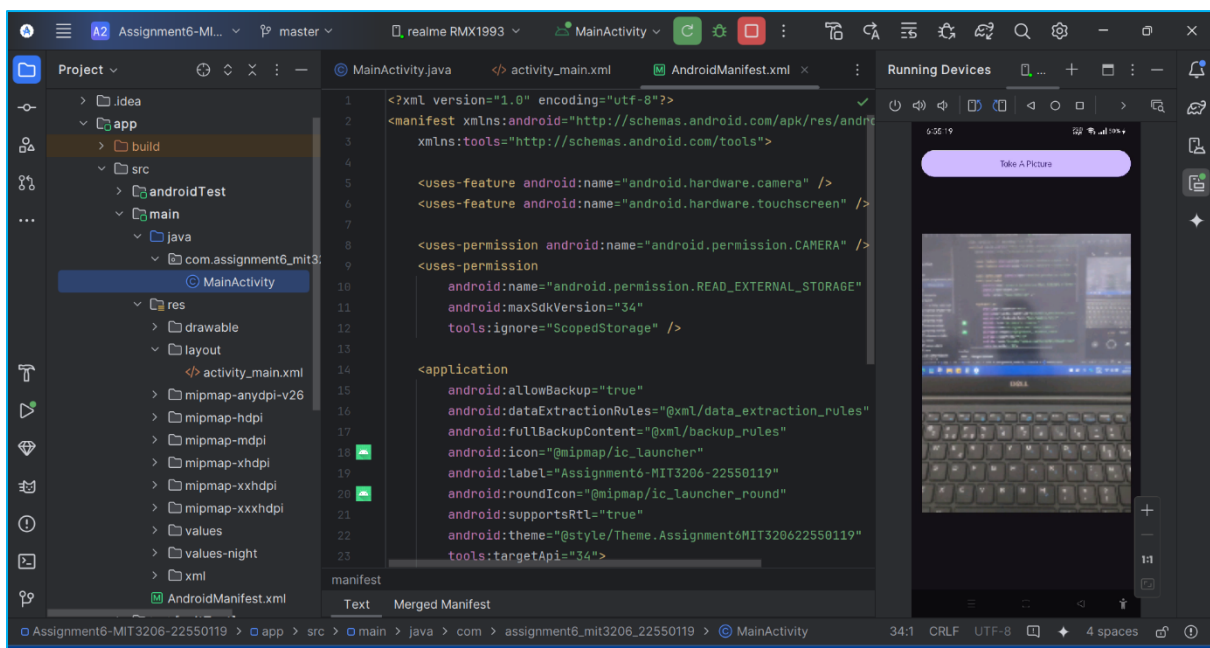 A2 Assignment6-MI... master realme RMX1993 MainActivity
Project
MainActivity.java activity_main.xml AndroidManifest.xml
Running Devices
.idea
app
build
src
androidTest
main
java
com.assignment6_mit3
MainActivity
res
drawable
layout
activity_main.xml
mipmap-anydpi-v26
mipmap-hdpi
mipmap-mdpi
mipmap-xhdpi
mipmap-xxhdpi
mipmap-xxxhdpi
values
values-night
xml
AndroidManifest.xml
1 <?xml version="1.0" encoding="utf-8"?>
2 <manifest xmlns:android="http://schemas.android.com/apk/res/andro
3 xmlns:tools="http://schemas.android.com/tools">
4
5 <uses-feature android:name="android.hardware.camera" />
6 <uses-feature android:name="android.hardware.touchscreen" />
7
8 <uses-permission android:name="android.permission.CAMERA" />
9 <uses-permission
10 android:name="android.permission.READ_EXTERNAL_STORAGE"
11 android:maxSdkVersion="34"
12 tools:ignore="ScopedStorage" />
13
14 <application
15 android:allowBackup="true"
16 android:dataExtractionRules="@xml/data_extraction_rules"
17 android:fullBackupContent="@xml/backup_rules"
18 android:icon="@mipmap/ic_launcher"
19 android:label="Assignment6-MIT3206-22550119"
20 android:roundIcon="@mipmap/ic_launcher_round"
21 android:supportsRtl="true"
22 android:theme="@style/Theme.Assignment6MIT320622550119"
23 tools:targetApi="34">
manifest
Text Merged Manifest
6:55:19
Take A Picture
DELL
1:1
Assignment6-MIT3206-22550119 > app > src > main > java > com > assignment6_mit3206_22550119 > MainActivity
34:1 CRLF UTF-8 4 spaces